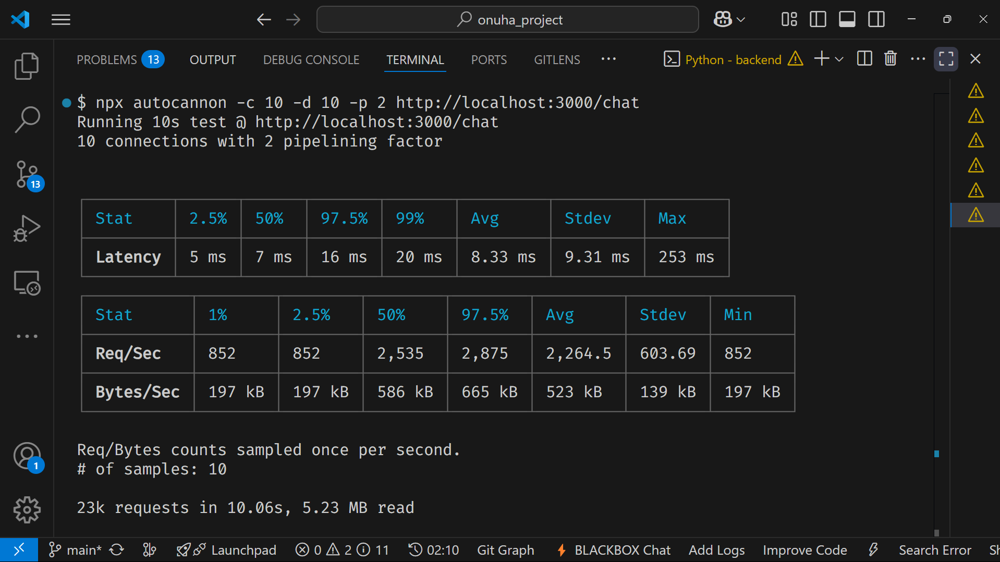 onuha_project
PROBLEMS 13 OUTPUT DEBUG CONSOLE TERMINAL PORTS GITLENS ··· Python - backend
$ npx autocannon -c 10 -d 10 -p 2 http://localhost:3000/chat
Running 10s test @ http://localhost:3000/chat
10 connections with 2 pipelining factor
Stat 2.5% 50% 97.5% 99% Avg Stdev Max
Latency 5 ms 7 ms 16 ms 20 ms 8.33 ms 9.31 ms 253 ms
Stat 1% 2.5% 50% 97.5% Avg Stdev Min
Req/Sec 852 852 2,535 2,875 2,264.5 603.69 852
Bytes/Sec 197 kB 197 kB 586 kB 665 kB 523 kB 139 kB 197 kB
Req/Bytes counts sampled once per second.
# of samples: 10
23k requests in 10.06s, 5.23 MB read
13
1
main* Launchpad 0 2 11 02:10 Git Graph BLACKBOX Chat Add Logs Improve Code Search Error Sh